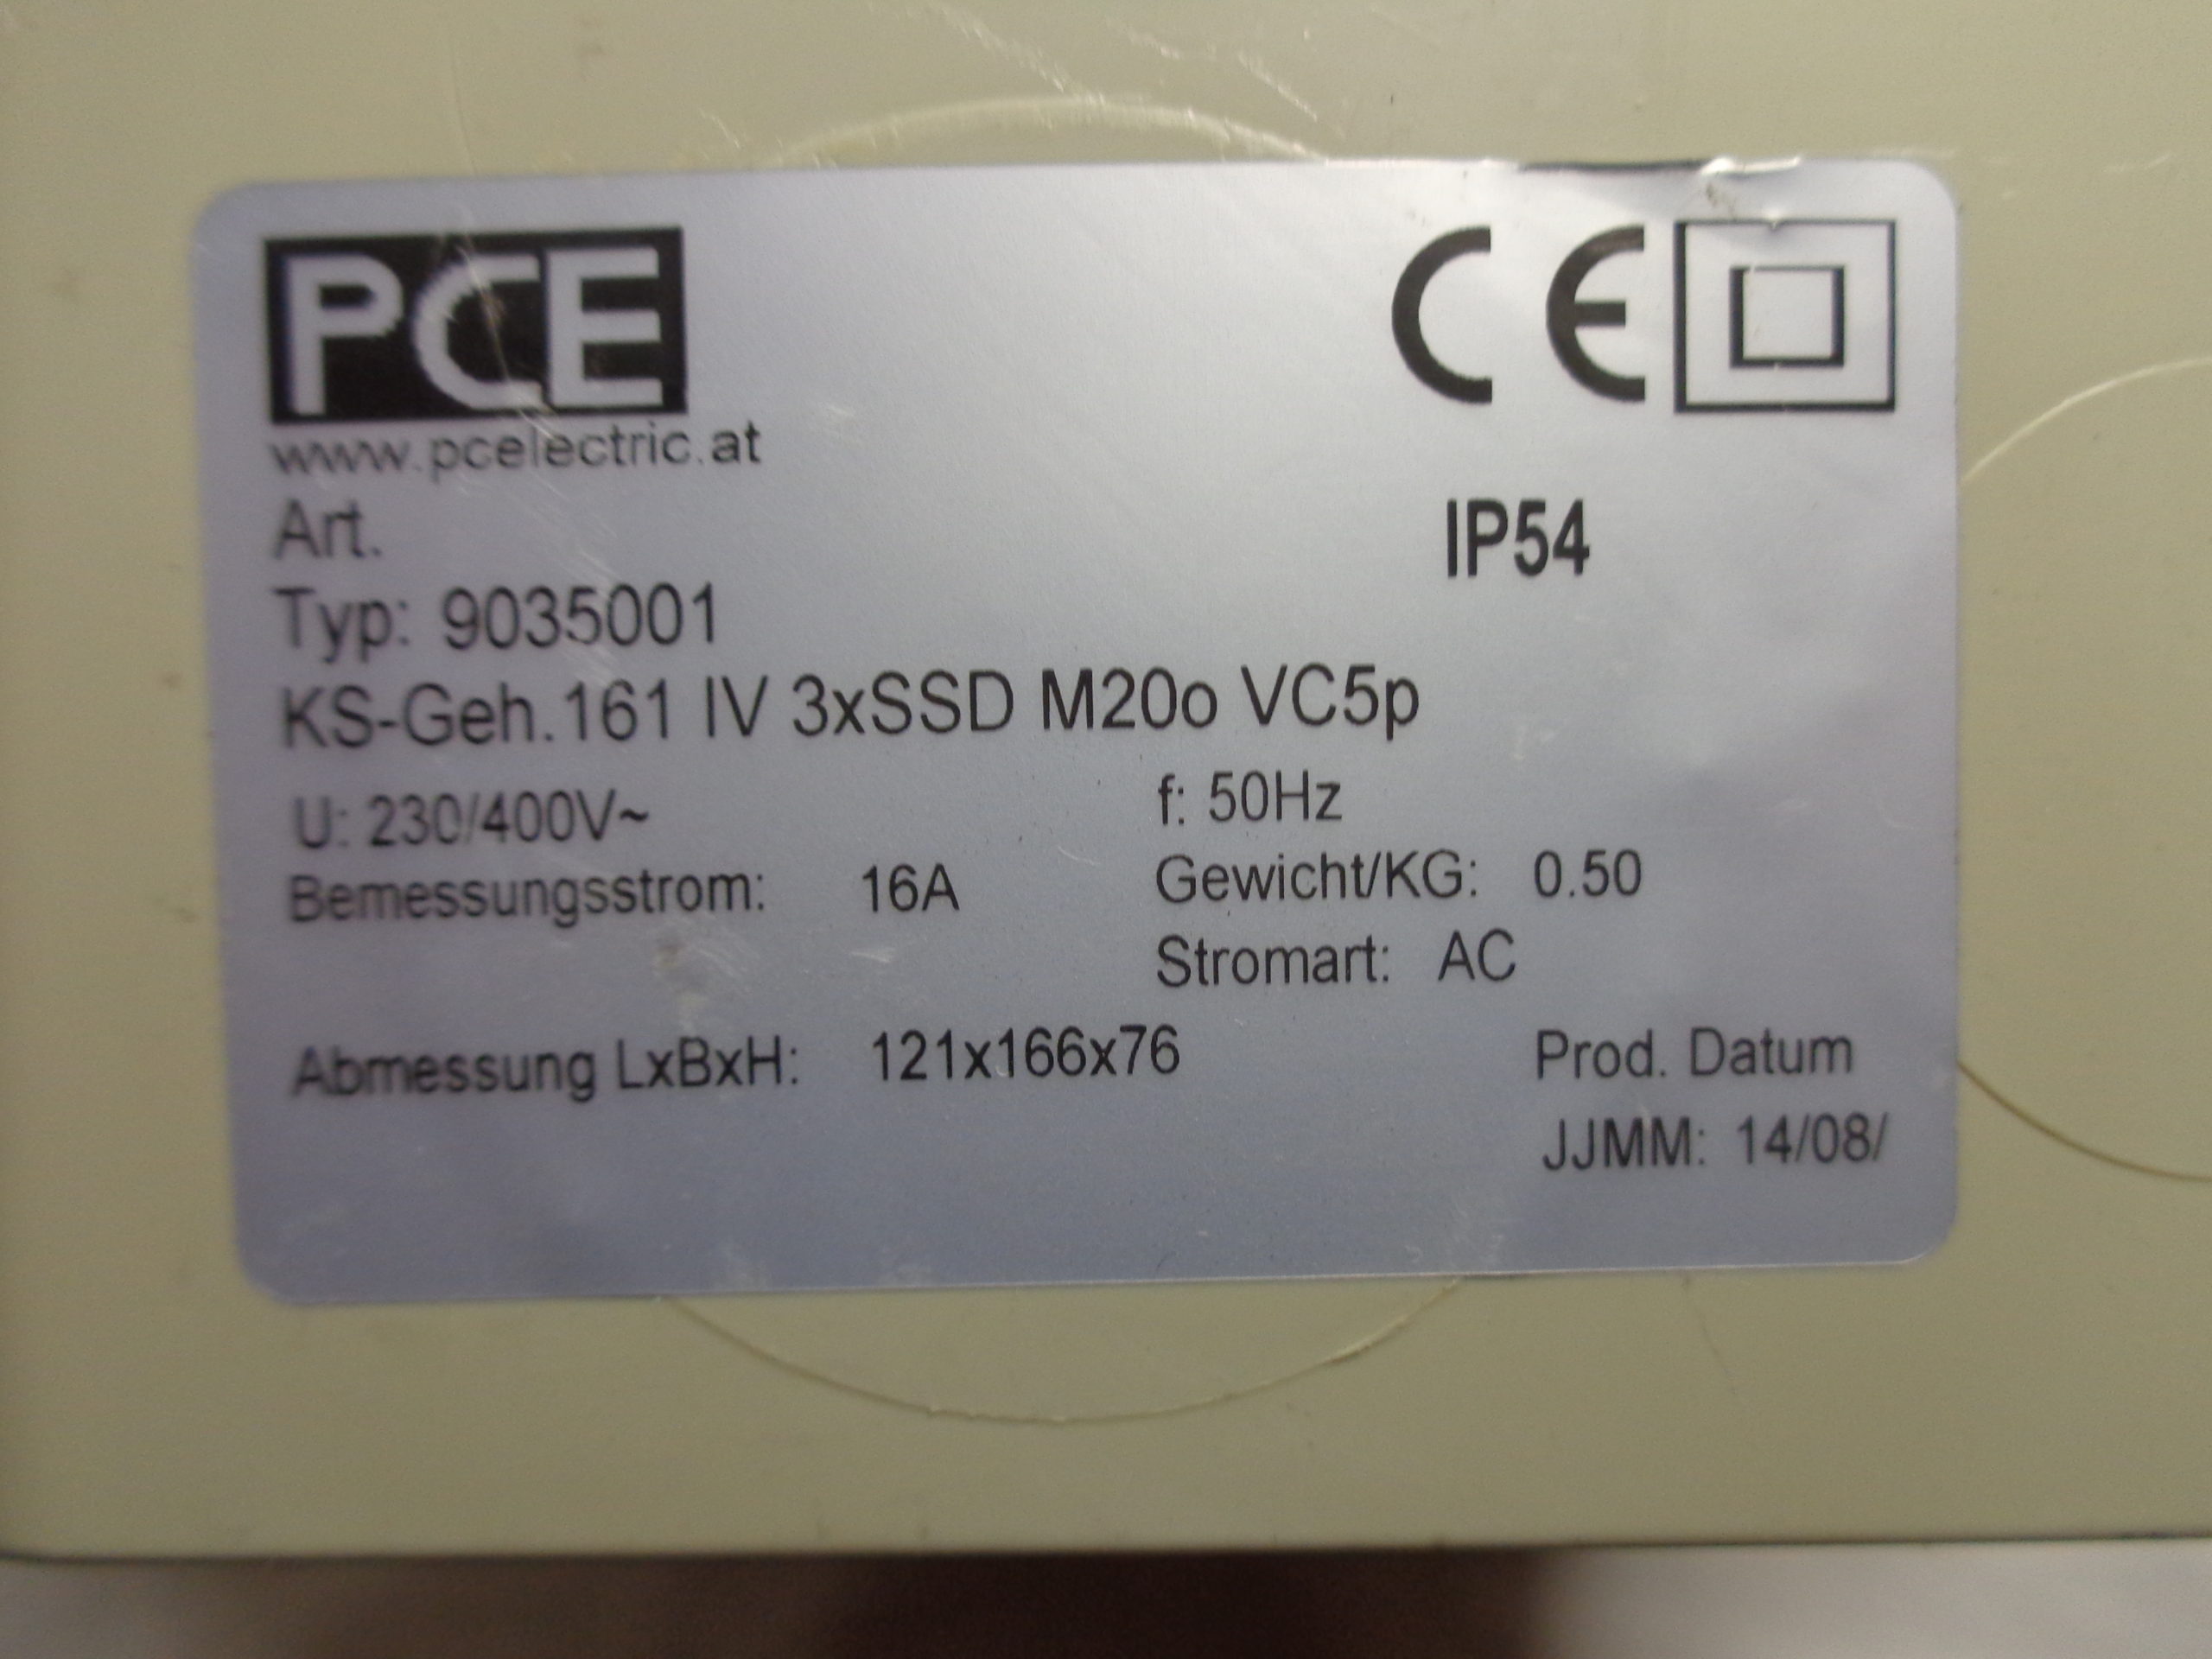 PCE
CE
www.pcelectric.at
Art.
IP54
Typ: 9035001
KS-Geh.161 IV 3xSSD M20o VC5p
U: 230/400V~
f: 50Hz
Bemessungsstrom: 16A
Gewicht/KG: 0.50
Stromart: AC
Abmessung LxBxH: 121x166x76
Prod. Datum
JJMM: 14/08/